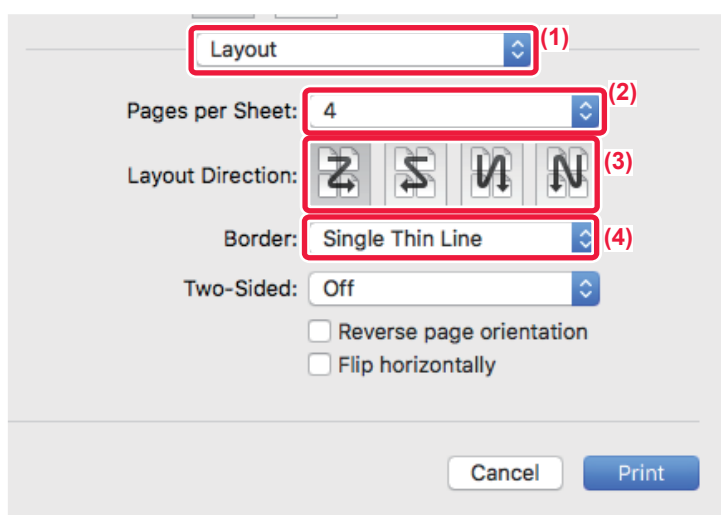 Layout (1)
Pages per Sheet: 4 (2)
Layout Direction: (3)
Border: Single Thin Line (4)
Two-Sided: Off
Reverse page orientation
Flip horizontally
Cancel Print